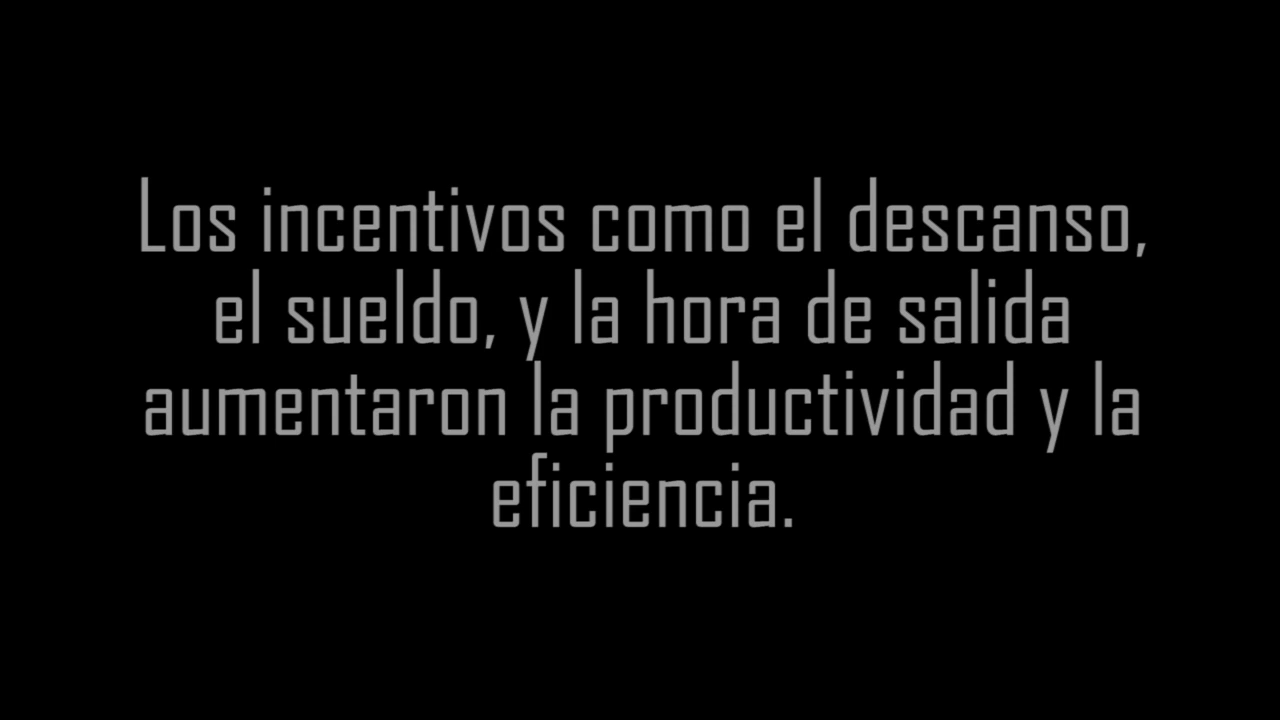 Los incentivos como el descanso,
el sueldo, y la hora de salida
aumentaron la productividad y la
eficiencia.